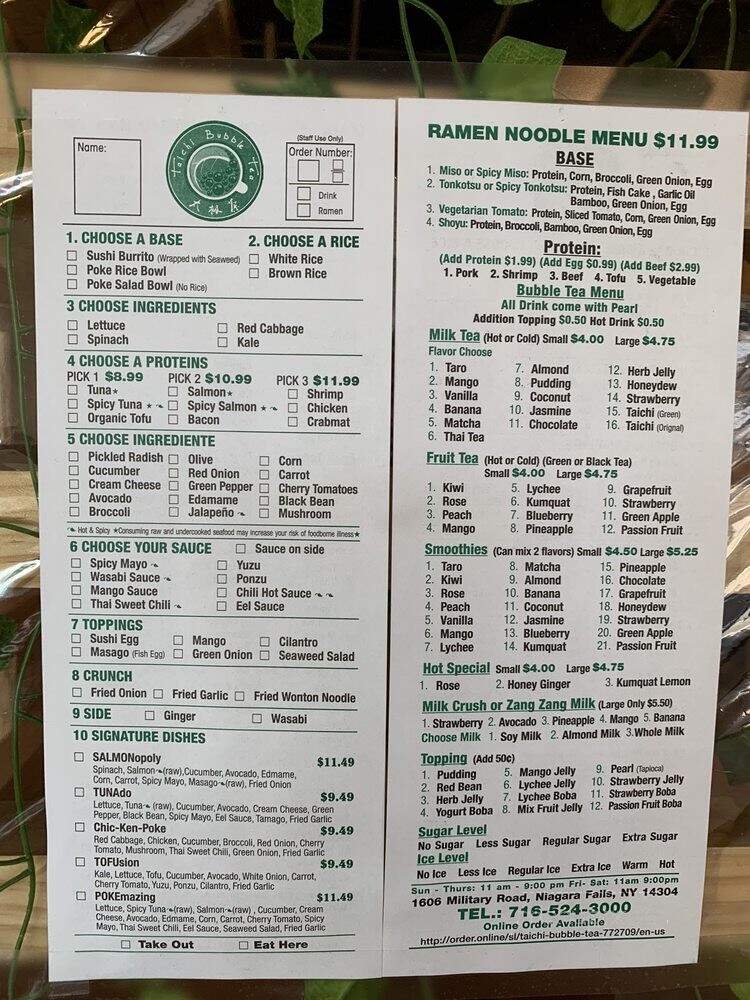 Name:
Taichi Bubble Tea
(Staff Use Only)
Order Number:
Drink
Ramen
1. CHOOSE A BASE
Sushi Burrito (Wrapped with Seaweed)
Poke Rice Bowl
Poke Salad Bowl (No Rice)
2. CHOOSE A RICE
White Rice
Brown Rice
3 CHOOSE INGREDIENTS
Lettuce Red Cabbage
Spinach Kale
4 CHOOSE A PROTEINS
PICK 1 $8.99 PICK 2 $10.99 PICK 3 $11.99
Tuna★ Salmon★ Shrimp
Spicy Tuna ★ Spicy Salmon ★ Chicken
Organic Tofu Bacon Crabmat
5 CHOOSE INGREDIENTE
Pickled Radish Olive Corn
Cucumber Red Onion Carrot
Cream Cheese Green Pepper Cherry Tomatoes
Avocado Edamame Black Bean
Broccoli Jalapeño Mushroom
Hot & Spicy ★Consuming raw and undercooked seafood may increase your risk of foodborne illness★
6 CHOOSE YOUR SAUCE Sauce on side
Spicy Mayo Yuzu
Wasabi Sauce Ponzu
Mango Sauce Chili Hot Sauce
Thai Sweet Chili Eel Sauce
7 TOPPINGS
Sushi Egg Mango Cilantro
Masago (Fish Egg) Green Onion Seaweed Salad
8 CRUNCH
Fried Onion Fried Garlic Fried Wonton Noodle
9 SIDE Ginger Wasabi
10 SIGNATURE DISHES
SALMONopoly $11.49
Spinach, Salmon (raw),Cucumber, Avocado, Edmame,
Corn, Carrot, Spicy Mayo, Masago (raw), Fried Onion
TUNAdo $9.49
Lettuce, Tuna (raw), Cucumber, Avocado, Cream Cheese, Green
Pepper, Black Bean, Spicy Mayo, Eel Sauce, Tamago, Fried Garlic
Chic-Ken-Poke $9.49
Red Cabbage, Chicken, Cucumber, Broccoli, Red Onion, Cherry
Tomato, Mushroom, Thai Sweet Chili, Green Onion, Fried Garlic
TOFUsion $9.49
Kale, Lettuce, Tofu, Cucumber, Avocado, White Onion, Carrot,
Cherry Tomato, Yuzu, Ponzu, Cilantro, Fried Garlic
POKEmazing $11.49
Lettuce, Spicy Tuna (raw), Salmon (raw) , Cucumber, Cream
Cheese, Avocado, Edmame, Corn, Carrot, Cherry Tomato, Spicy
Mayo, Thai Sweet Chili, Eel Sauce, Seaweed Salad, Fried Garlic
Take Out Eat Here
RAMEN NOODLE MENU $11.99
BASE
1. Miso or Spicy Miso: Protein, Corn, Broccoli, Green Onion, Egg
2. Tonkotsu or Spicy Tonkotsu: Protein, Fish Cake , Garlic Oil
Bamboo, Green Onion, Egg
3. Vegetarian Tomato: Protein, Sliced Tomato, Corn, Green Onion, Egg
4. Shoyu: Protein, Broccoli, Bamboo, Green Onion, Egg
Protein:
(Add Protein $1.99) (Add Egg $0.99) (Add Beef $2.99)
1. Pork 2. Shrimp 3. Beef 4. Tofu 5. Vegetable
Bubble Tea Menu
All Drink come with Pearl
Addition Topping $0.50 Hot Drink $0.50
Milk Tea (Hot or Cold) Small $4.00 Large $4.75
Flavor Choose
1. Taro 7. Almond 12. Herb Jelly
2. Mango 8. Pudding 13. Honeydew
3. Vanilla 9. Coconut 14. Strawberry
4. Banana 10. Jasmine 15. Taichi (Green)
5. Matcha 11. Chocolate 16. Taichi (Orignal)
6. Thai Tea
Fruit Tea (Hot or Cold) (Green or Black Tea)
Small $4.00 Large $4.75
1. Kiwi 5. Lychee 9. Grapefruit
2. Rose 6. Kumquat 10. Strawberry
3. Peach 7. Blueberry 11. Green Apple
4. Mango 8. Pineapple 12. Passion Fruit
Smoothies (Can mix 2 flavors) Small $4.50 Large $5.25
1. Taro 8. Matcha 15. Pineapple
2. Kiwi 9. Almond 16. Chocolate
3. Rose 10. Banana 17. Grapefruit
4. Peach 11. Coconut 18. Honeydew
5. Vanilla 12. Jasmine 19. Strawberry
6. Mango 13. Blueberry 20. Green Apple
7. Lychee 14. Kumquat 21. Passion Fruit
Hot Special Small $4.00 Large $4.75
1. Rose 2. Honey Ginger 3. Kumquat Lemon
Milk Crush or Zang Zang Milk (Large Only $5.50)
1. Strawberry 2. Avocado 3. Pineapple 4. Mango 5. Banana
Choose Milk 1. Soy Milk 2. Almond Milk 3.Whole Milk
Topping (Add 50c)
1. Pudding 5. Mango Jelly 9. Pearl (Tapioca)
2. Red Bean 6. Lychee Jelly 10. Strawberry Jelly
3. Herb Jelly 7. Lychee Boba 11. Strawberry Boba
4. Yogurt Boba 8. Mix Fruit Jelly 12. Passion Fruit Boba
Sugar Level
No Sugar Less Sugar Regular Sugar Extra Sugar
Ice Level
No Ice Less Ice Regular Ice Extra Ice Warm Hot
Sun - Thurs: 11 am - 9:00 pm Fri- Sat: 11am 9:00pm
1606 Military Road, Niagara Falls, NY 14304
TEL.: 716-524-3000
Online Order Available
http://order.online/sl/taichi-bubble-tea-772709/en-us